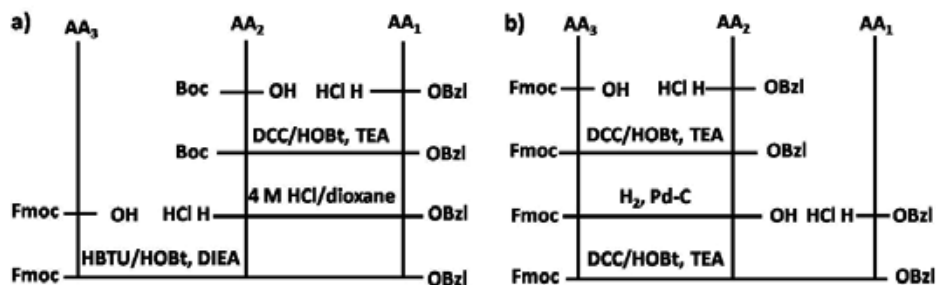 a) AA3 AA2 AA1
Boc OH HCl H OBzl
DCC/HOBt, TEA
Boc OBzl
4 M HCl/dioxane
Fmoc OH HCl H OBzl
HBTU/HOBt, DIEA
Fmoc OBzl
b) AA3 AA2 AA1
Fmoc OH HCl H OBzl
DCC/HOBt, TEA
Fmoc OBzl
H2, Pd-C
Fmoc OH HCl H OBzl
DCC/HOBt, TEA
Fmoc OBzl